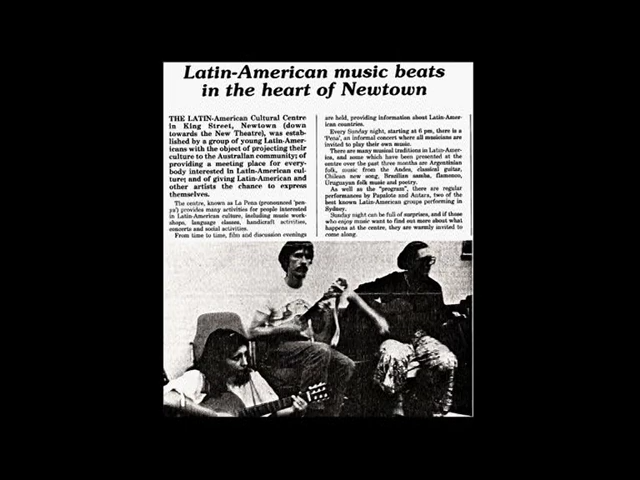 Latin-American music beats
in the heart of Newtown
THE LATIN-American Cultural Centre
in King Street, Newtown (down
towards the New Theatre), was estab-
lished by a group of young Latin-Amer-
icans with the object of projecting their
culture to the Australian community; of
providing a meeting place for every-
body interested in Latin-American cul-
ture; and of giving Latin-American and
other artists the chance to express
themselves.
The centre, known as La Pena (pronounced 'pen-
ya') provides many activities for people interested
in Latin-American culture, including music work-
shops, language classes, handicraft activities,
concerts and social activities.
From time to time, film and discussion evenings
are held, providing information about Latin-Amer-
ican countries.
Every Sunday night, starting at 6 pm, there is a
'Pena', an informal concert where all musicians are
invited to play their own music.
There are many musical traditions in Latin-Amer-
ica, and some which have been presented at the
centre over the past three months are Argentinian
folk, music from the Andes, classical guitar,
Chilean new song, Brazilian samba, flamenco,
Uruguayan folk music and poetry.
As well as the "program", there are regular
performances by Papalote and Antara, two of the
best known Latin-American groups performing in
Sydney.
Sunday night can be full of surprises, and if those
who enjoy music want to find out more about what
happens at the centre, they are warmly invited to
come along.